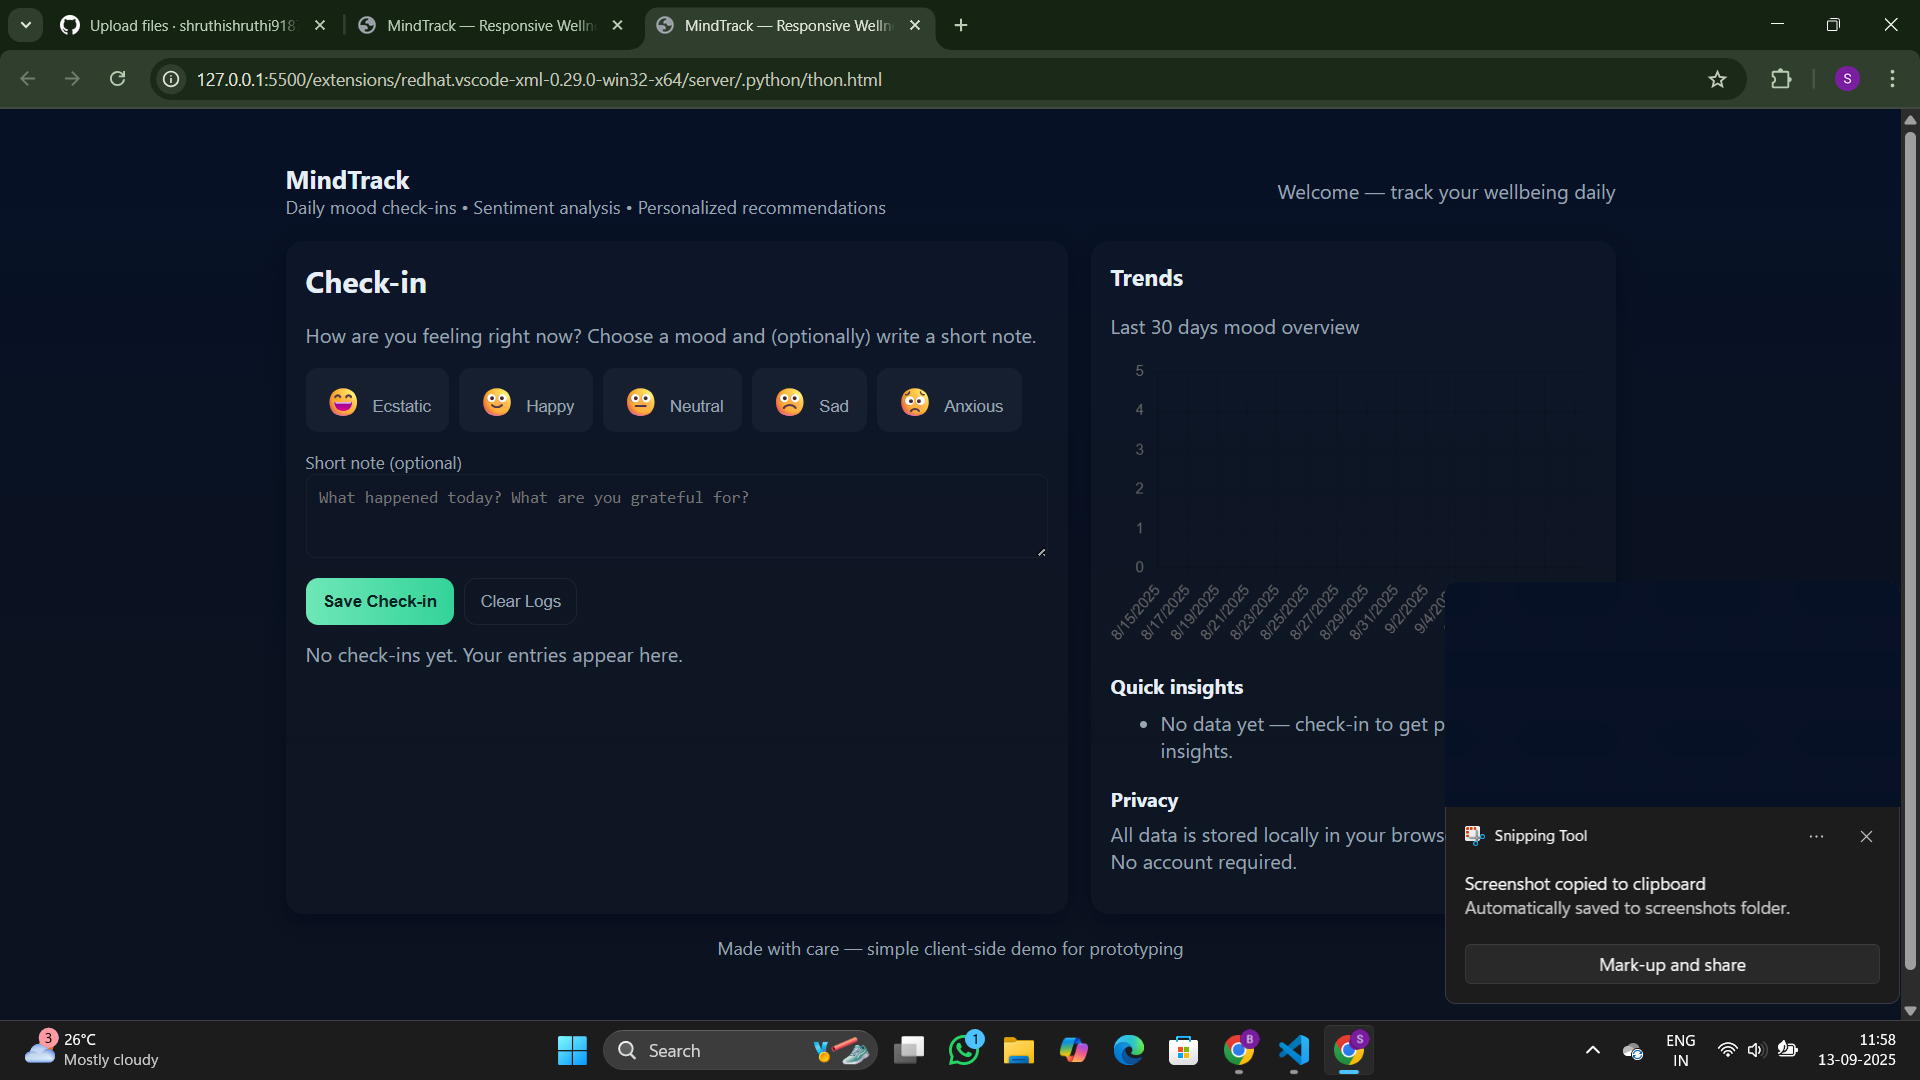 Upload files · shruthishruthi918
MindTrack — Responsive Welln
MindTrack — Responsive Welln
127.0.0.1:5500/extensions/redhat.vscode-xml-0.29.0-win32-x64/server/.python/thon.html
S
MindTrack
Daily mood check-ins • Sentiment analysis • Personalized recommendations
Welcome — track your wellbeing daily
Check-in
How are you feeling right now? Choose a mood and (optionally) write a short note.
Ecstatic
Happy
Neutral
Sad
Anxious
Short note (optional)
What happened today? What are you grateful for?
Save Check-in
Clear Logs
No check-ins yet. Your entries appear here.
Trends
Last 30 days mood overview
5
4
3
2
1
0
8/15/2025
8/17/2025
8/19/2025
8/21/2025
8/23/2025
8/25/2025
8/27/2025
8/29/2025
8/31/2025
9/2/2025
9/4/20
Quick insights
• No data yet — check-in to get p
insights.
Privacy
All data is stored locally in your brows
No account required.
Made with care — simple client-side demo for prototyping
Snipping Tool
Screenshot copied to clipboard
Automatically saved to screenshots folder.
Mark-up and share
3
26°C
Mostly cloudy
Search
1
B
S
ENG
IN
11:58
13-09-2025